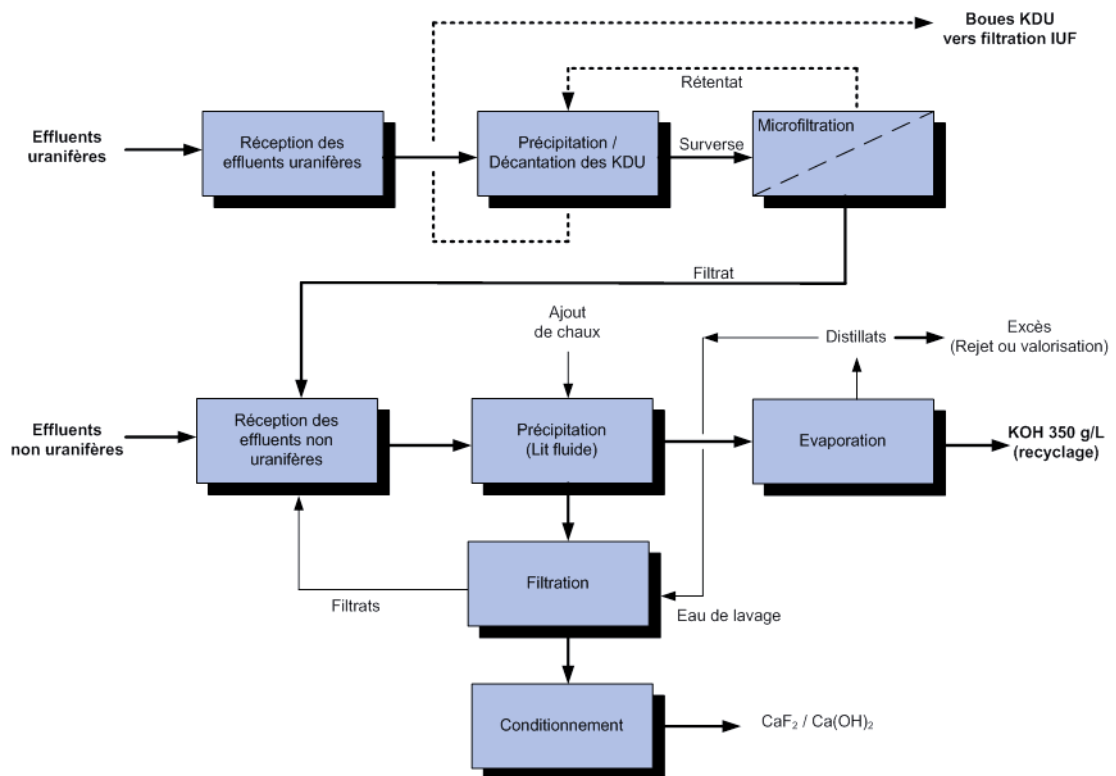 Boues KDU
vers filtration IUF
Rétentat
Effluents
uranifères
Réception des
effluents uranifères
Précipitation /
Décantation des KDU
Surverse
Microfiltration
Filtrat
Ajout
de chaux
Distillats
Excès
(Rejet ou valorisation)
Effluents
non uranifères
Réception des
effluents non
uranifères
Précipitation
(Lit fluide)
Evaporation
KOH 350 g/L
(recyclage)
Filtration
Filtrats
Eau de lavage
Conditionnement
CaF₂ / Ca(OH)₂